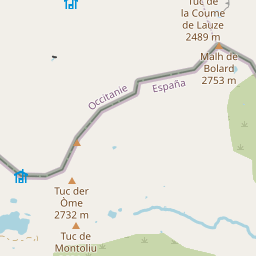 Tuc de
la Coume
de Lauze
2489 m
Malh de
Bolard
2753 m
Occitanie
España
Tuc der
Òme
2732 m
Tuc de
Montoliu